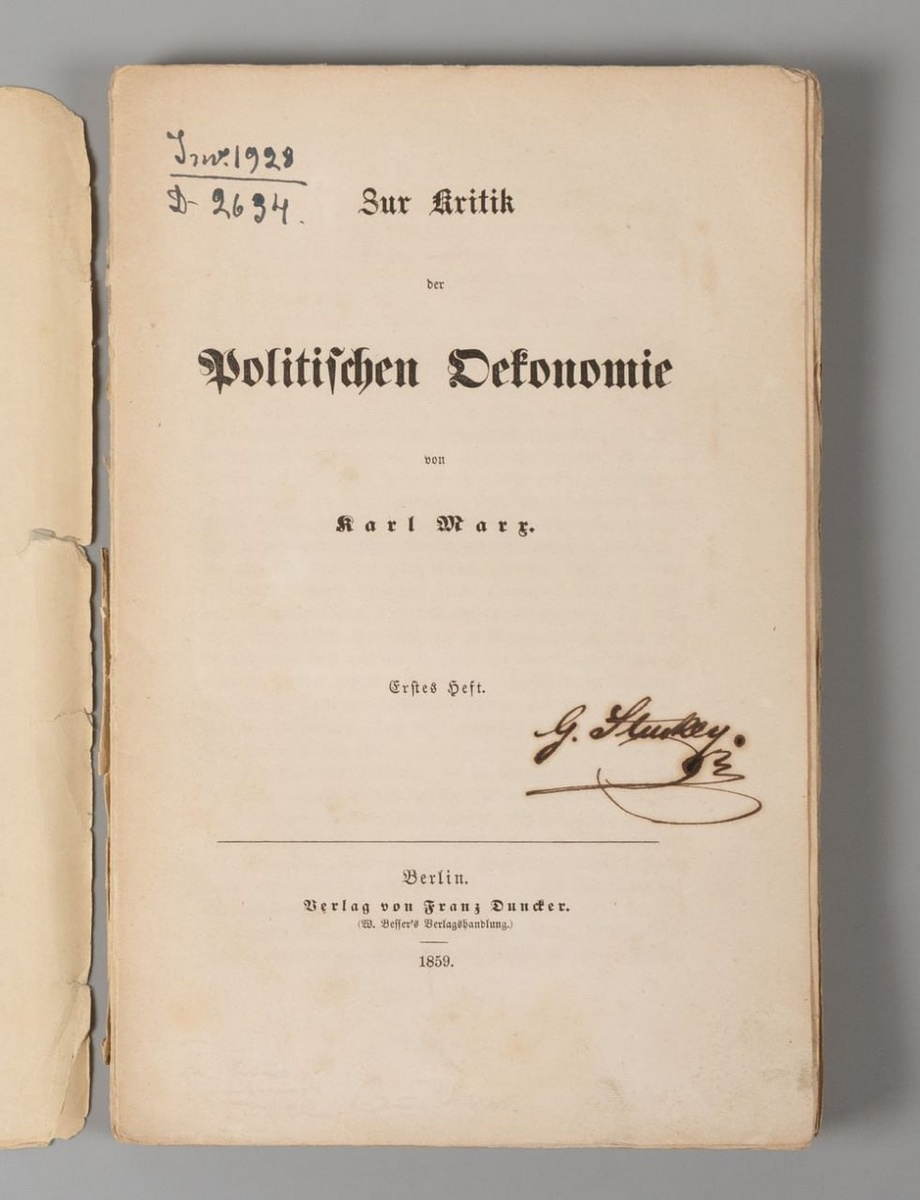 Inv. 1928
D- 2634.
Zur Kritik
der
Politiſchen Oekonomie
von
Karl Marx.
Erſtes Heft.
G.
Berlin.
Verlag von Franz Duncker.
(W. Beſſer's Verlagshandlung.)
1859.